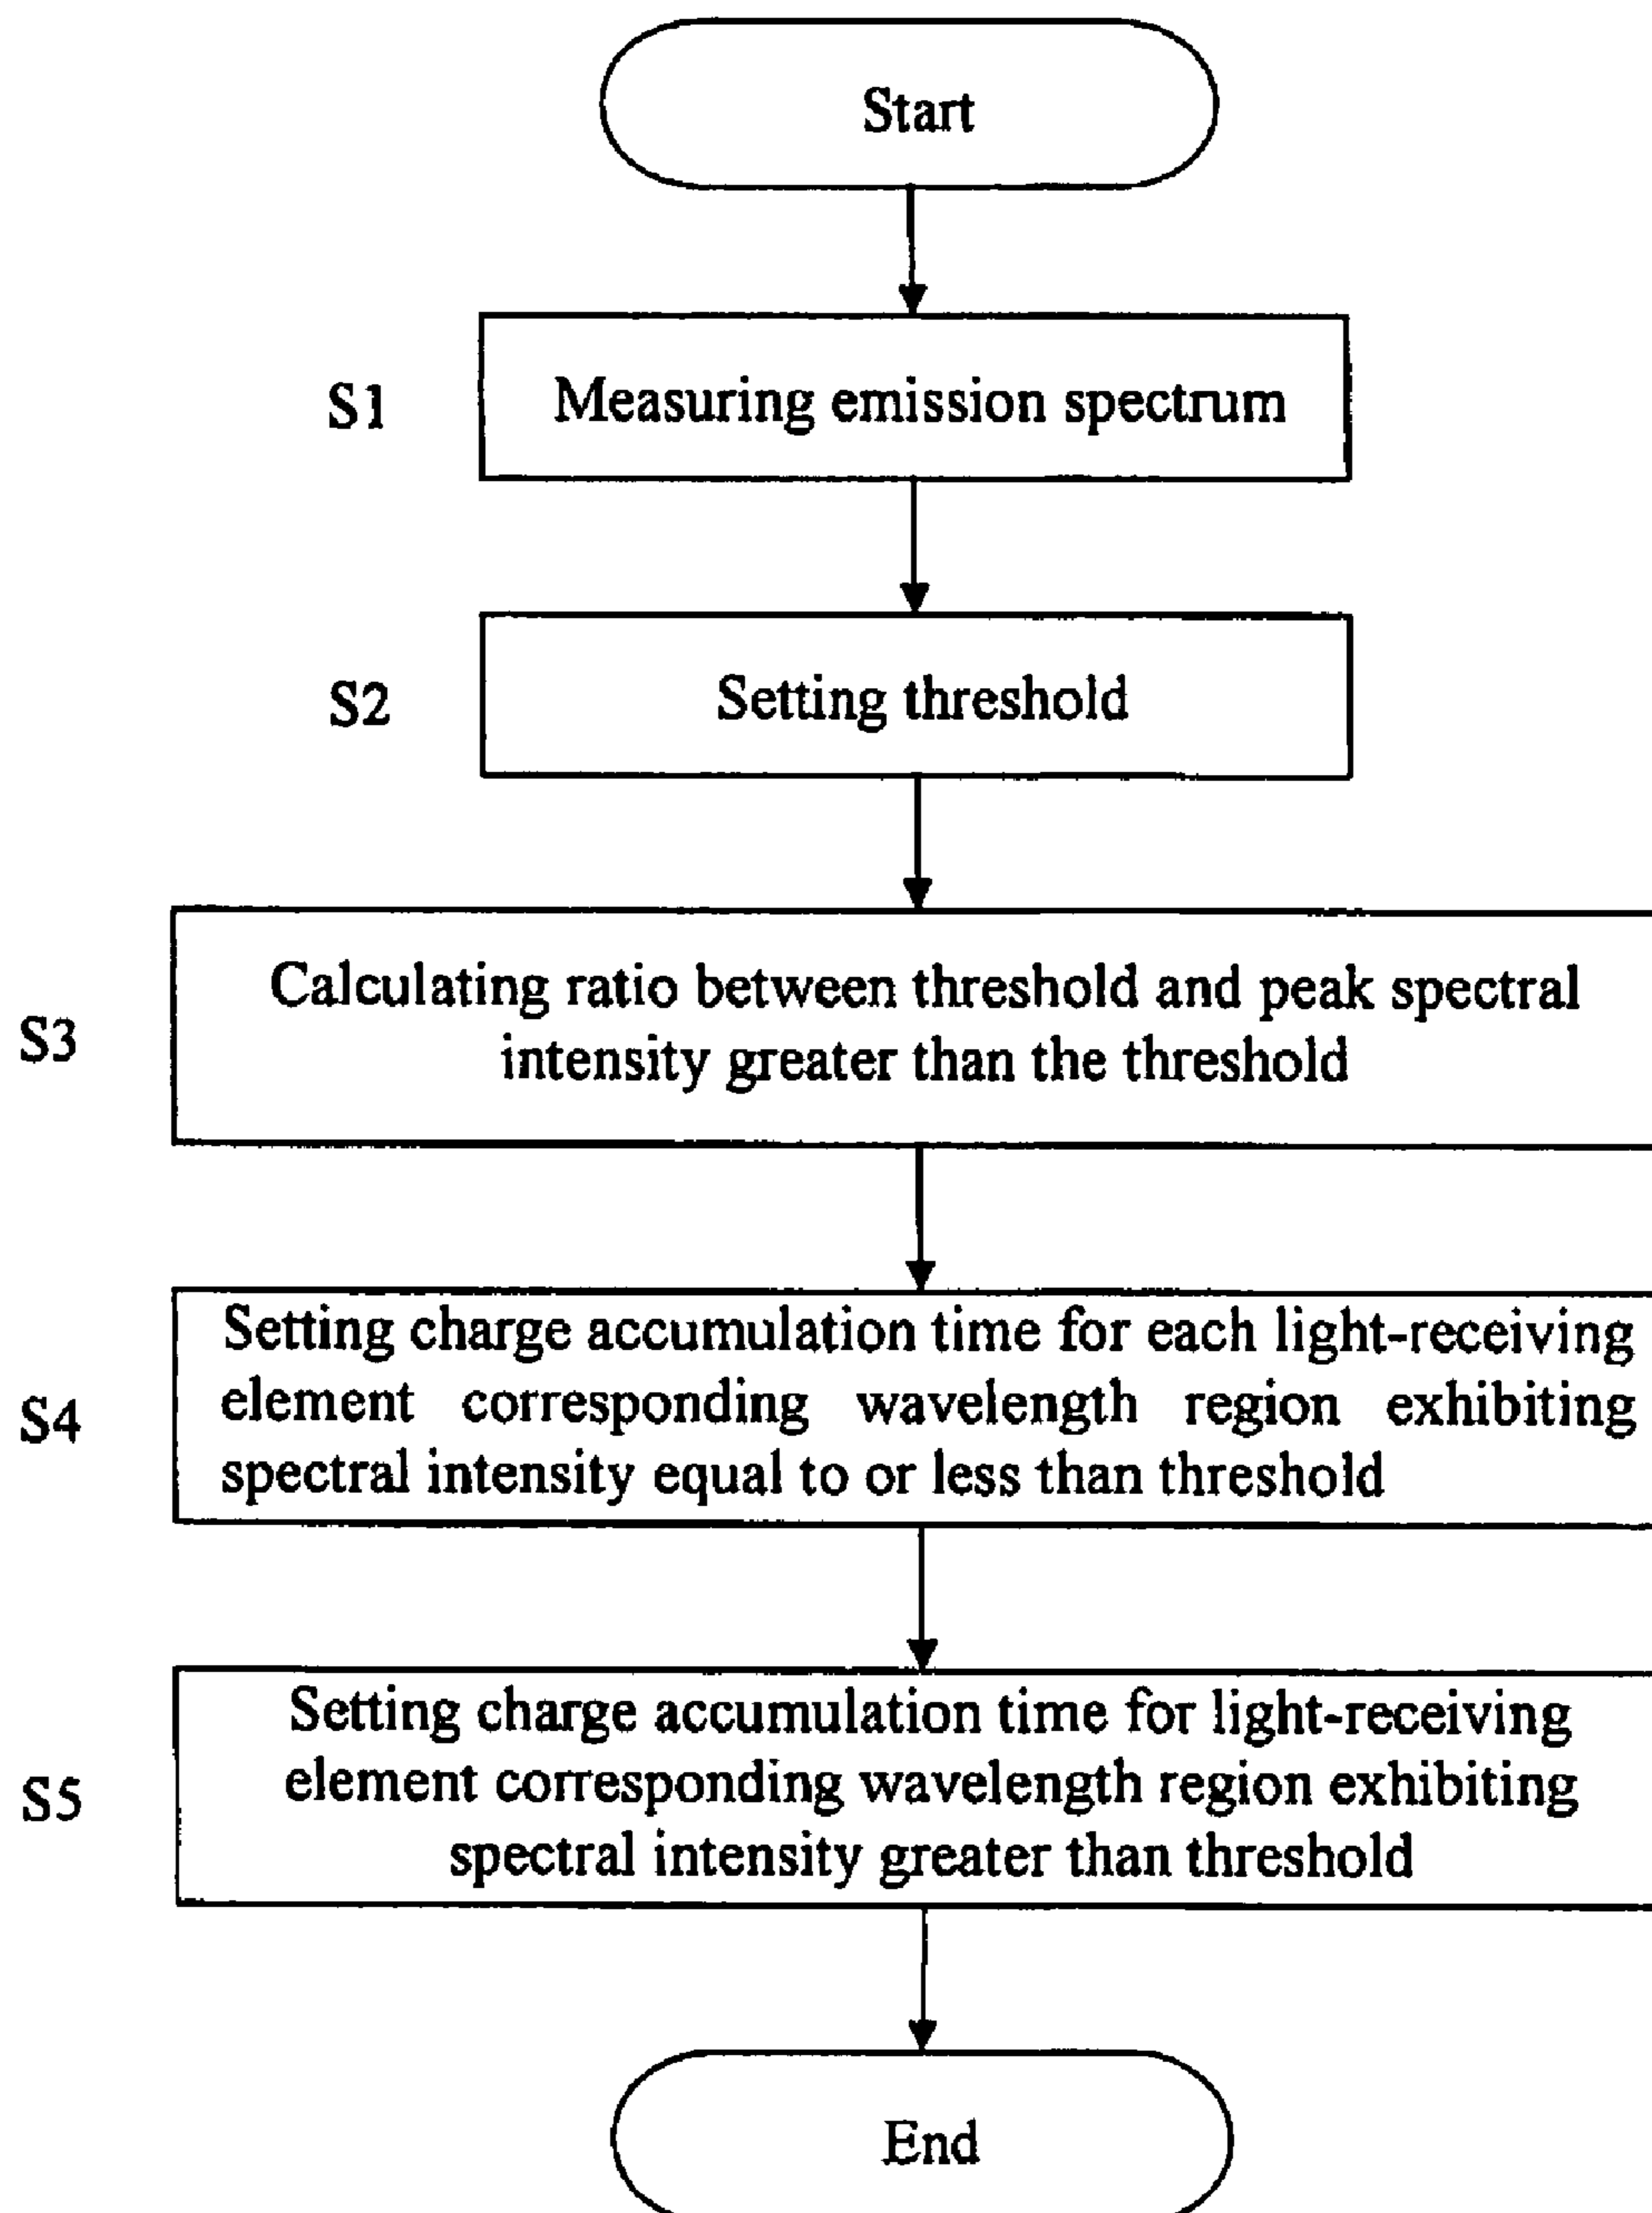 Start
S1
Measuring emission spectrum
S2
Setting threshold
S3
Calculating ratio between threshold and peak spectral
intensity greater than the threshold
S4
Setting charge accumulation time for each light-receiving
element corresponding wavelength region exhibiting
spectral intensity equal to or less than threshold
S5
Setting charge accumulation time for light-receiving
element corresponding wavelength region exhibiting
spectral intensity greater than threshold
End